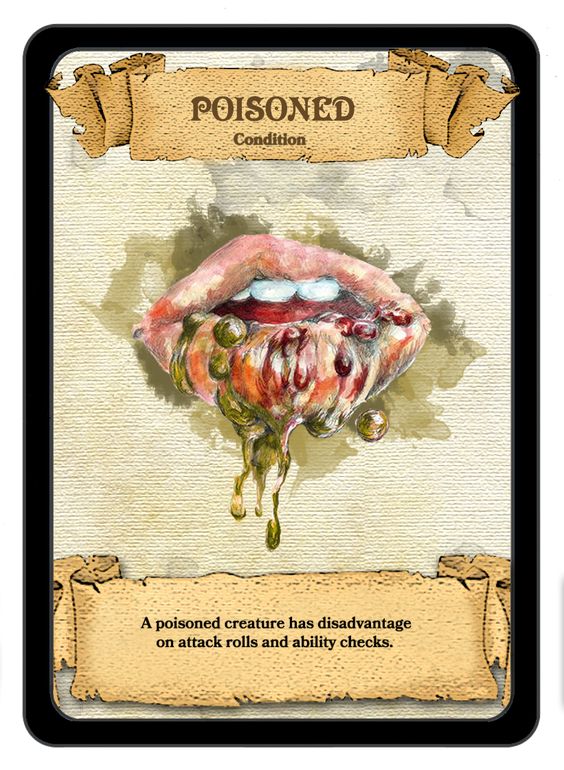 POISONED
Condition
A poisoned creature has disadvantage
on attack rolls and ability checks.